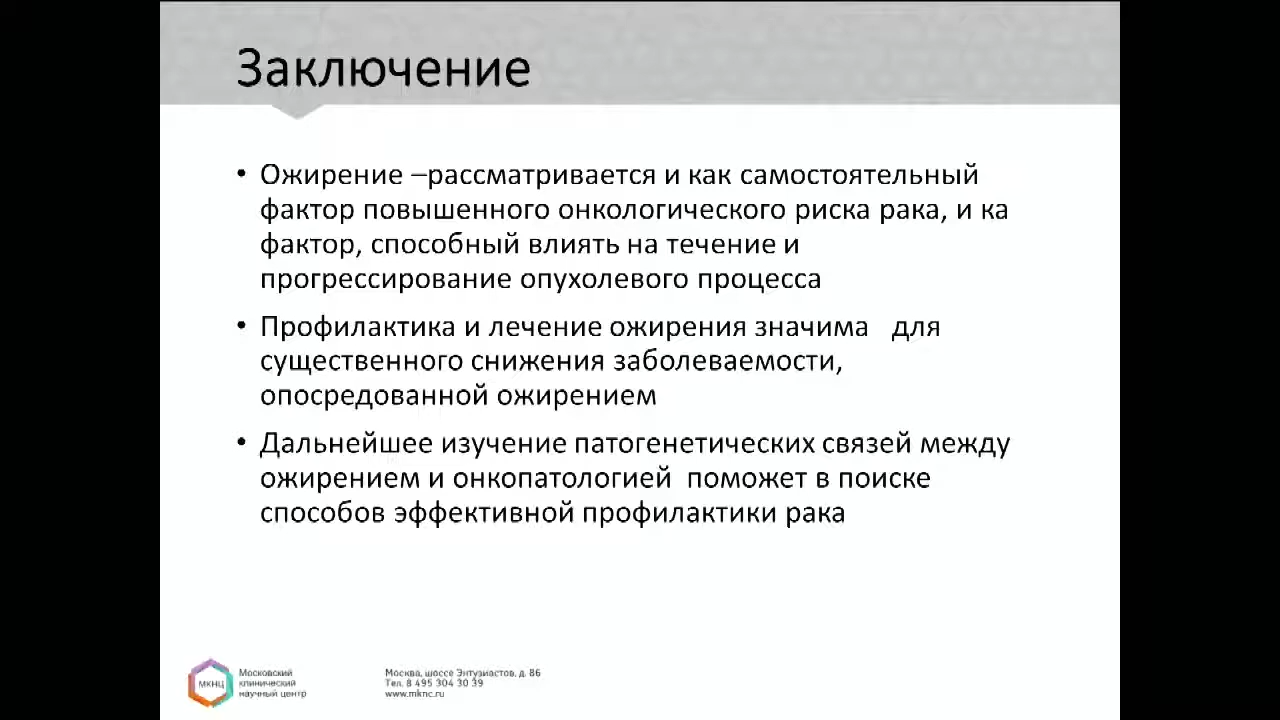 Заключение
• Ожирение –рассматривается и как самостоятельный
фактор повышенного онкологического риска рака, и ка
фактор, способный влиять на течение и
прогрессирование опухолевого процесса
• Профилактика и лечение ожирения значима для
существенного снижения заболеваемости,
опосредованной ожирением
• Дальнейшее изучение патогенетических связей между
ожирением и онкопатологией поможет в поиске
способов эффективной профилактики рака
МКНЦ
Московский
клинический
научный центр
Москва, шоссе Энтузиастов, д. 86
Тел. 8 495 304 30 39
www.mknc.ru